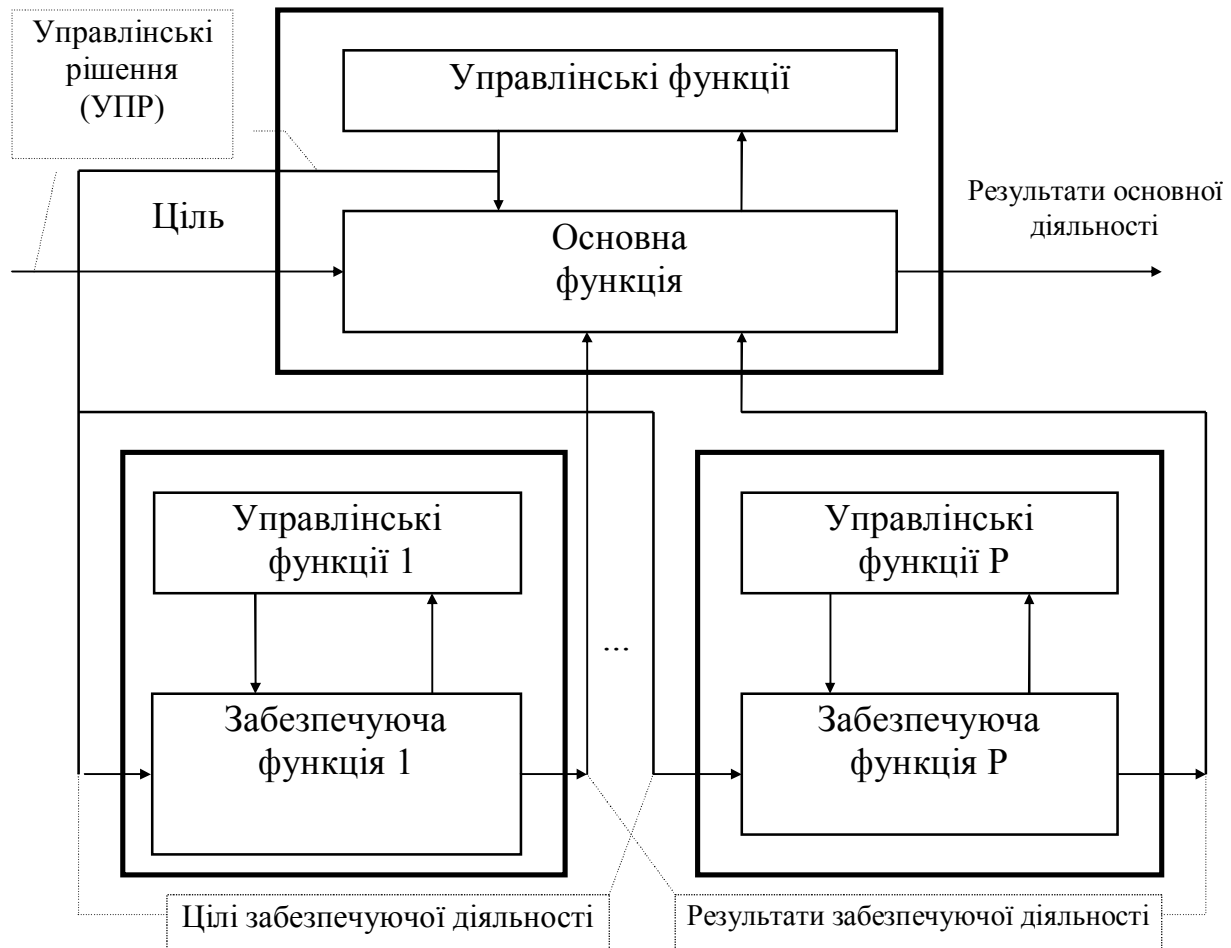 Управлінські
рішення
(УПР)
Управлінські функції
Ціль
Основна
функція
Результати основної
діяльності
Управлінські
функції 1
Управлінські
функції Р
...
Забезпечуюча
функція 1
Забезпечуюча
функція Р
Цілі забезпечуючої діяльності
Результати забезпечуючої діяльності